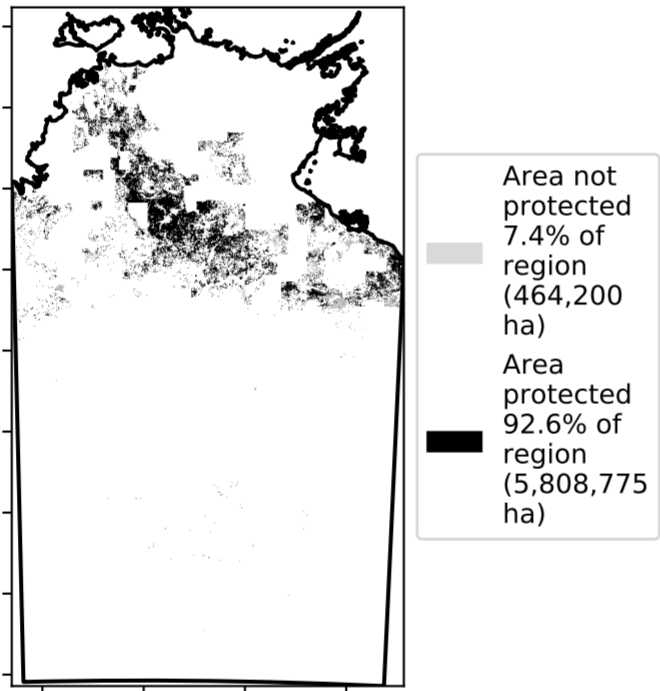 Area not
protected
7.4% of
region
(464,200
ha)
Area
protected
92.6% of
region
(5,808,775
ha)